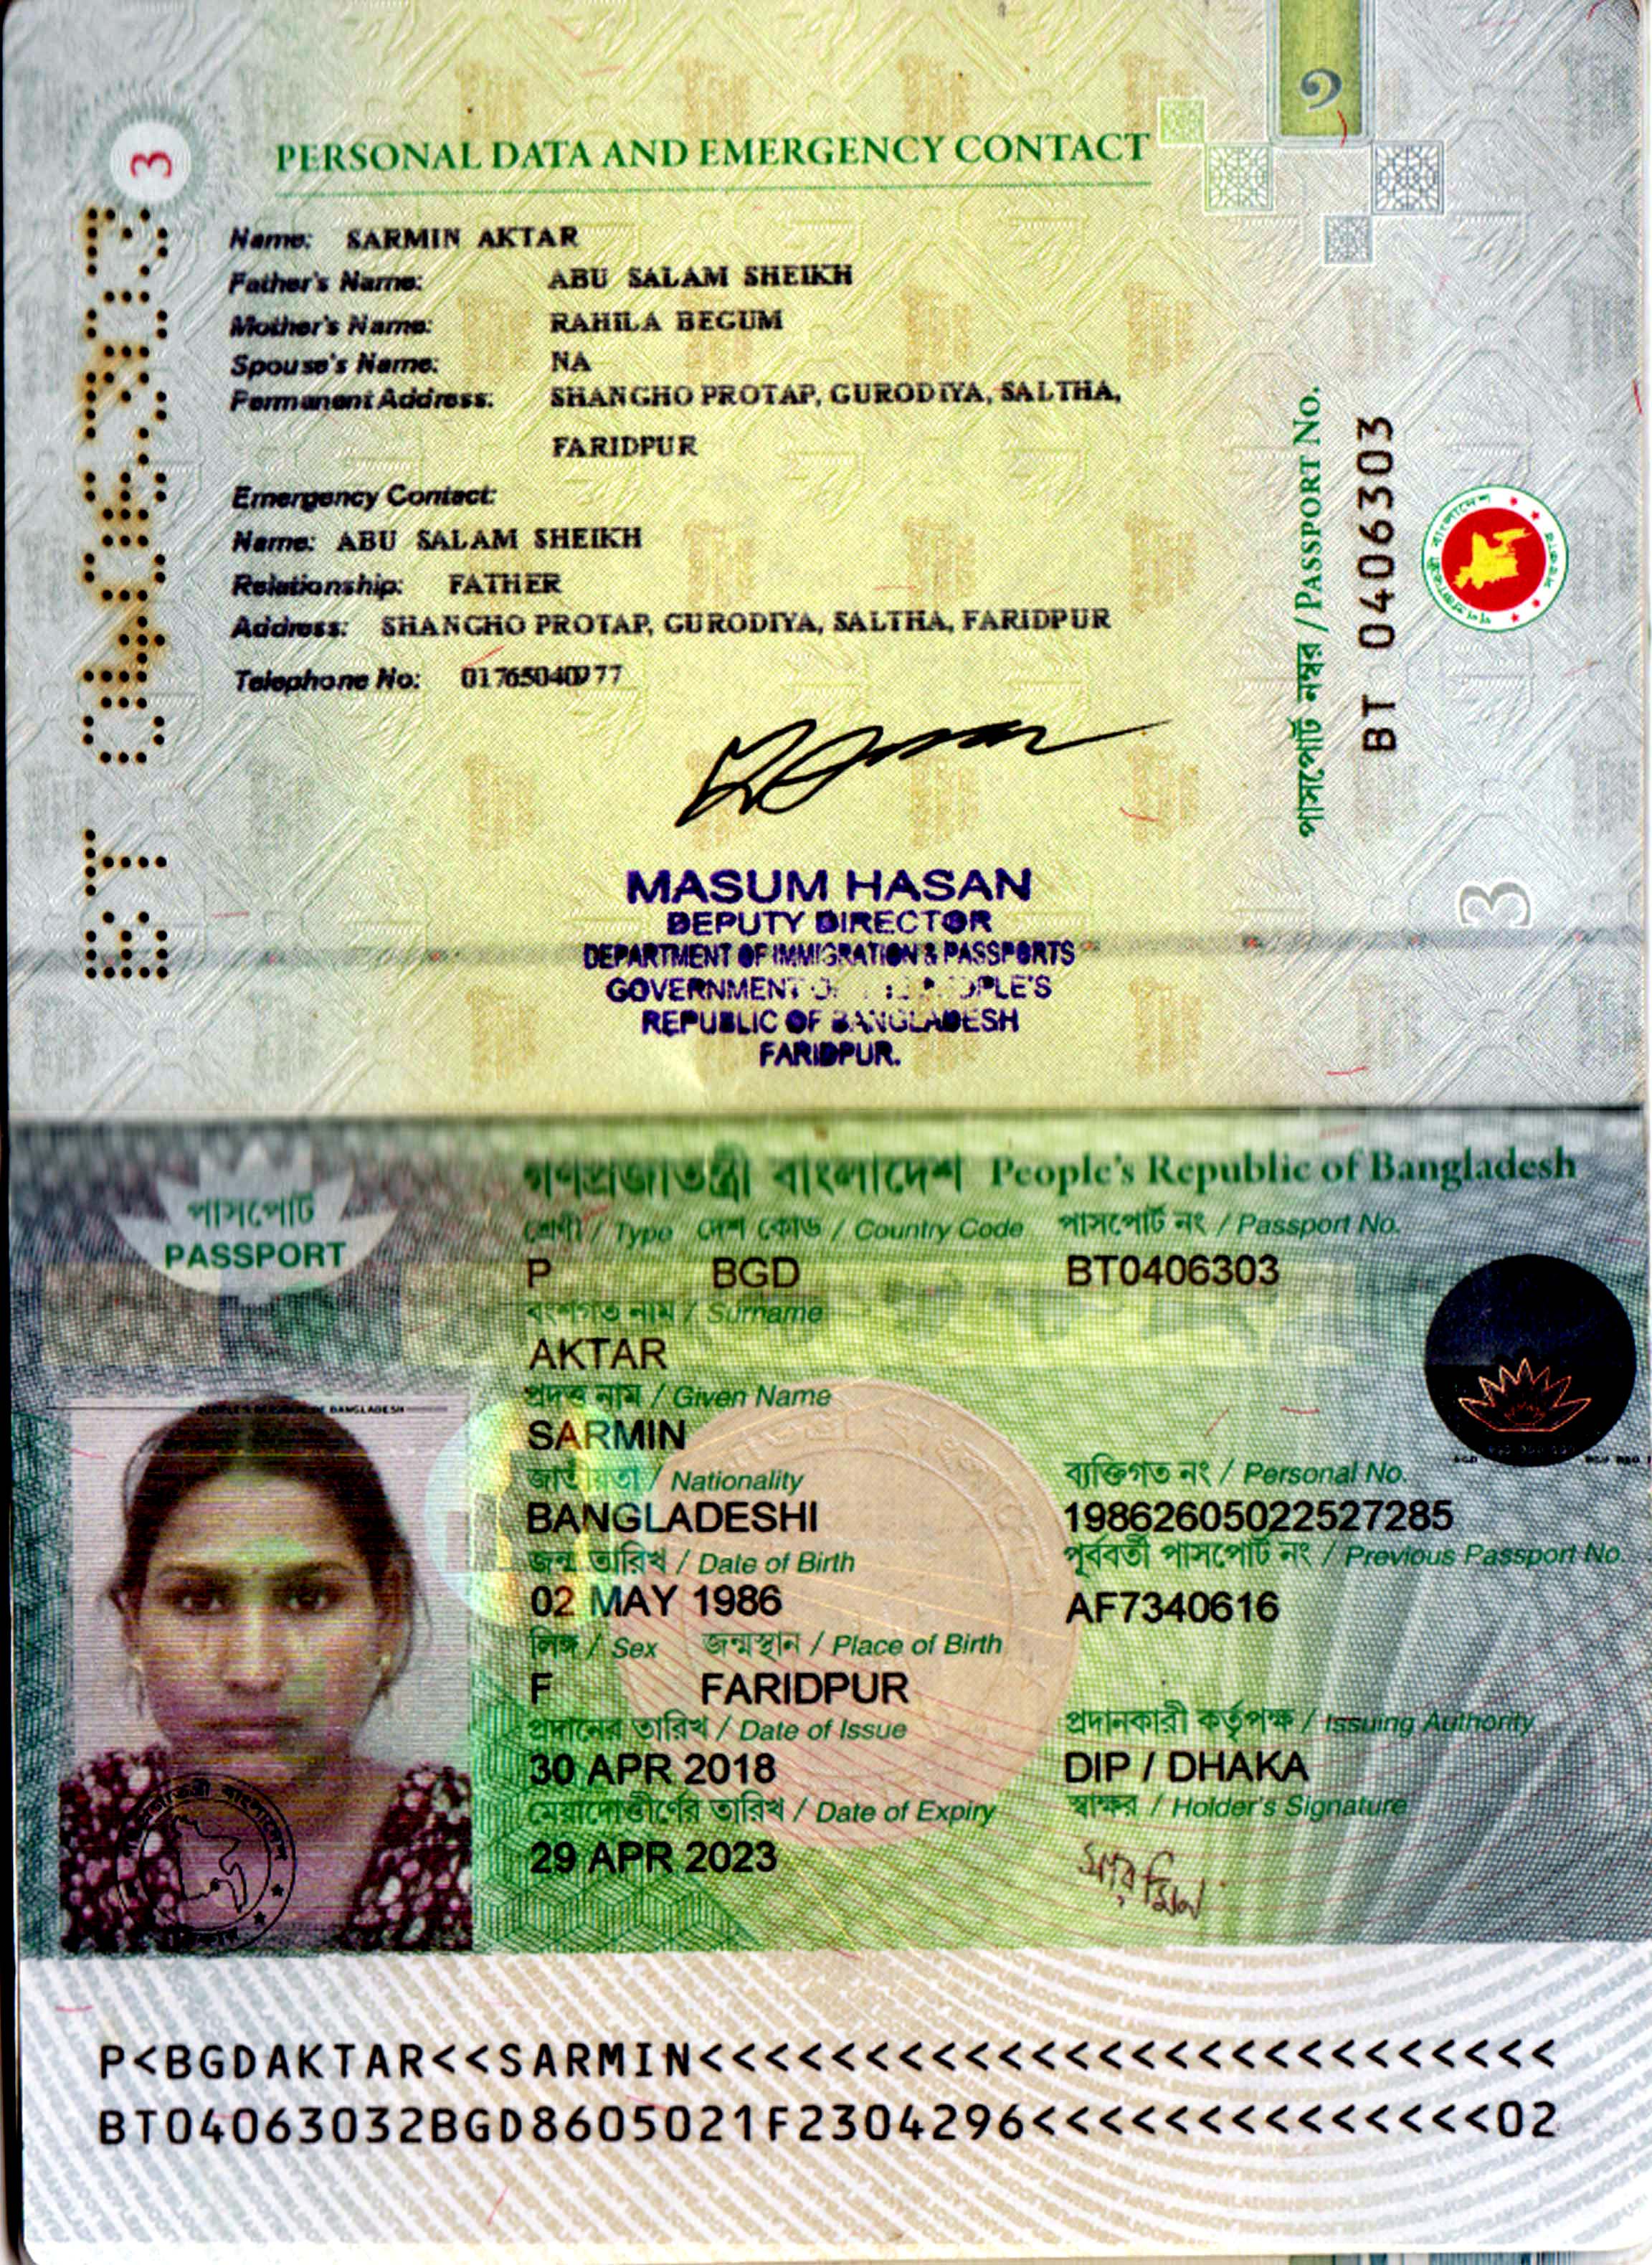 ৩
PERSONAL DATA AND EMERGENCY CONTACT
3
Name: SARMIN AKTAR
Father's Name: ABU SALAM SHEIKH
Mother's Name: RAHILA BEGUM
Spouse's Name: NA
Permanent Address: SHANGHO PROTAP, GURODIYA, SALTHA,
FARIDPUR
Emergency Contact:
Name: ABU SALAM SHEIKH
Relationship: FATHER
Address: SHANGHO PROTAP, GURODIYA, SALTHA, FARIDPUR
Telephone No:
পাসপোর্ট নম্বর / PASSPORT No.
BT 0406303
3
MASUM HASAN
DEPUTY DIRECTOR
DEPARTMENT OF IMMIGRATION & PASSPORTS
GOVERNMENT OF THE PEOPLE'S
REPUBLIC OF BANGLADESH
FARIDPUR.
গণপ্রজাতন্ত্রী বাংলাদেশ People's Republic of Bangladesh
পাসপোর্ট
PASSPORT
শ্রেণী / Type দেশ কোড / Country Code পাসপোর্ট নং / Passport No.
P BGD BT0406303
বংশগত নাম / Surname
AKTAR
প্রদত্ত নাম / Given Name
SARMIN
জাতীয়তা / Nationality ব্যক্তিগত নং / Personal No.
BANGLADESHI 19862605022527285
জন্ম তারিখ / Date of Birth পূর্ববর্তী পাসপোর্ট নং / Previous Passport No.
02 MAY 1986 AF7340616
লিঙ্গ / Sex জন্মস্থান / Place of Birth
F FARIDPUR
প্রদানের তারিখ / Date of Issue প্রদানকারী কর্তৃপক্ষ / Issuing Authority
30 APR 2018 DIP / DHAKA
মেয়াদোত্তীর্ণের তারিখ / Date of Expiry স্বাক্ষর / Holder's Signature
29 APR 2023 সারমিন
P<BGDAKTAR<<SARMIN<<<<<<<<<<<<<<<<<<<<<<<<<<
BT04063032BGD8605021F2304296<<<<<<<<<<<<<<02